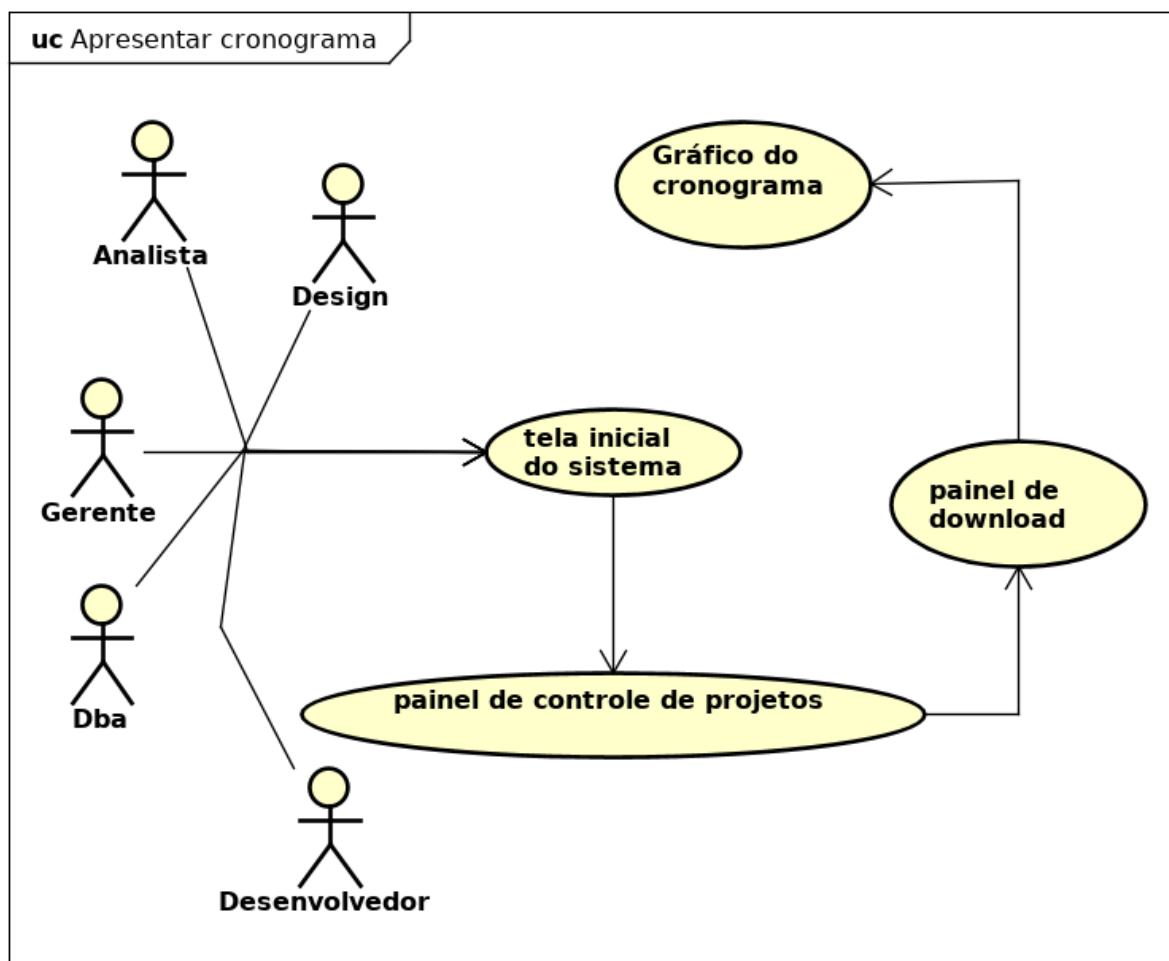 uc Apresentar cronograma
Analista
Design
Gráfico do
cronograma
Gerente
tela inicial
do sistema
painel de
download
Dba
painel de controle de projetos
Desenvolvedor